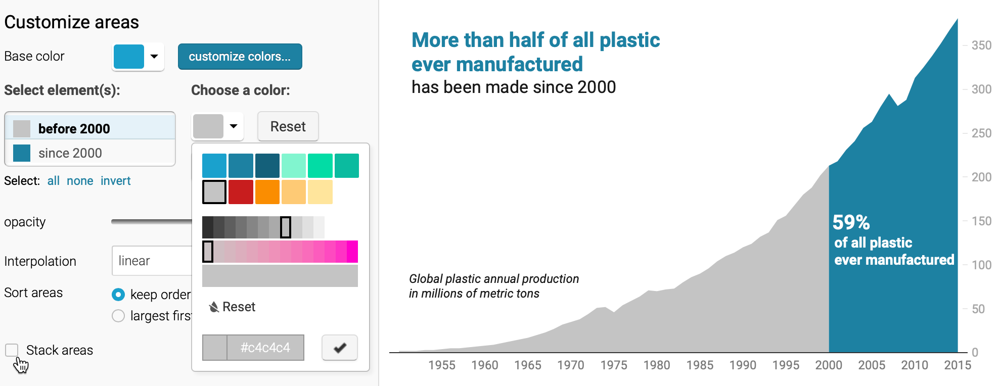 Customize areas
Base color
customize colors...
Select element(s):
Choose a color:
before 2000
since 2000
Reset
Select: all none invert
opacity
Interpolation
linear
Sort areas
keep order
largest first
Reset
#c4c4c4
Stack areas
More than half of all plastic
ever manufactured
has been made since 2000
Global plastic annual production
in millions of metric tons
59%
of all plastic
ever manufactured
350
300
250
200
150
100
50
0
1955 1960 1965 1970 1975 1980 1985 1990 1995 2000 2005 2010 2015